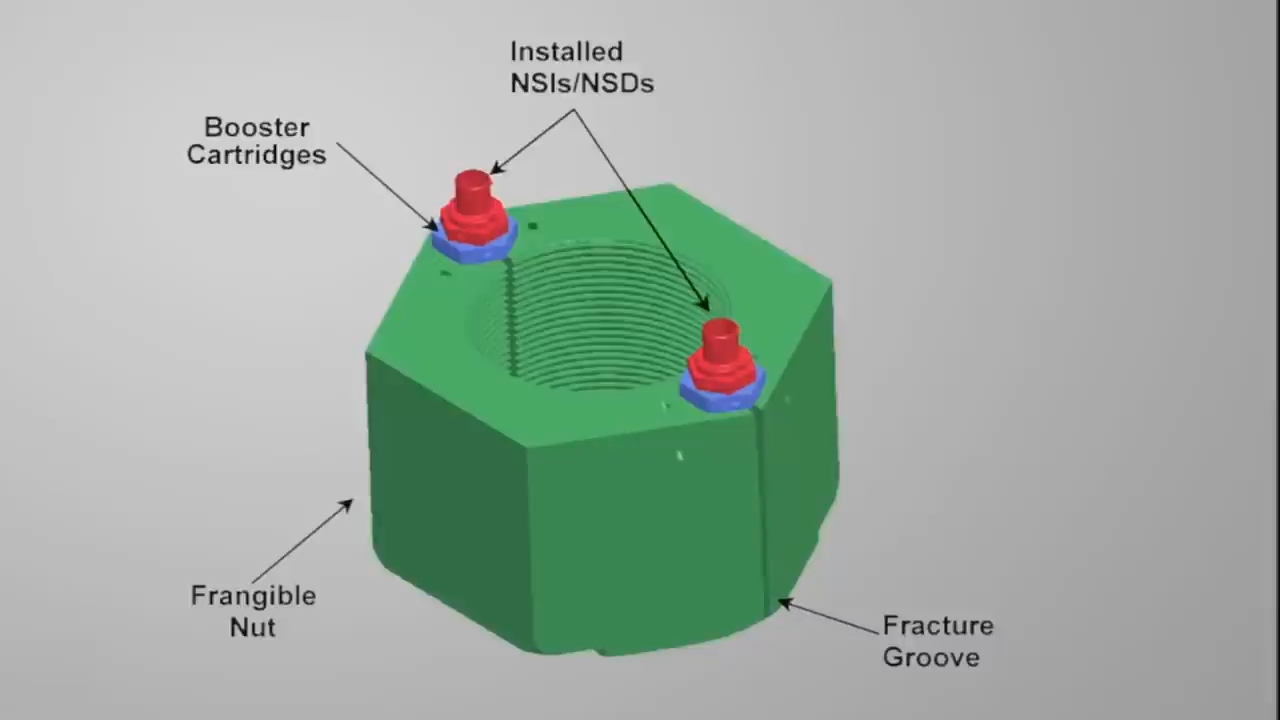 Installed
NSIs/NSDs
Booster
Cartridges
Frangible
Nut
Fracture
Groove